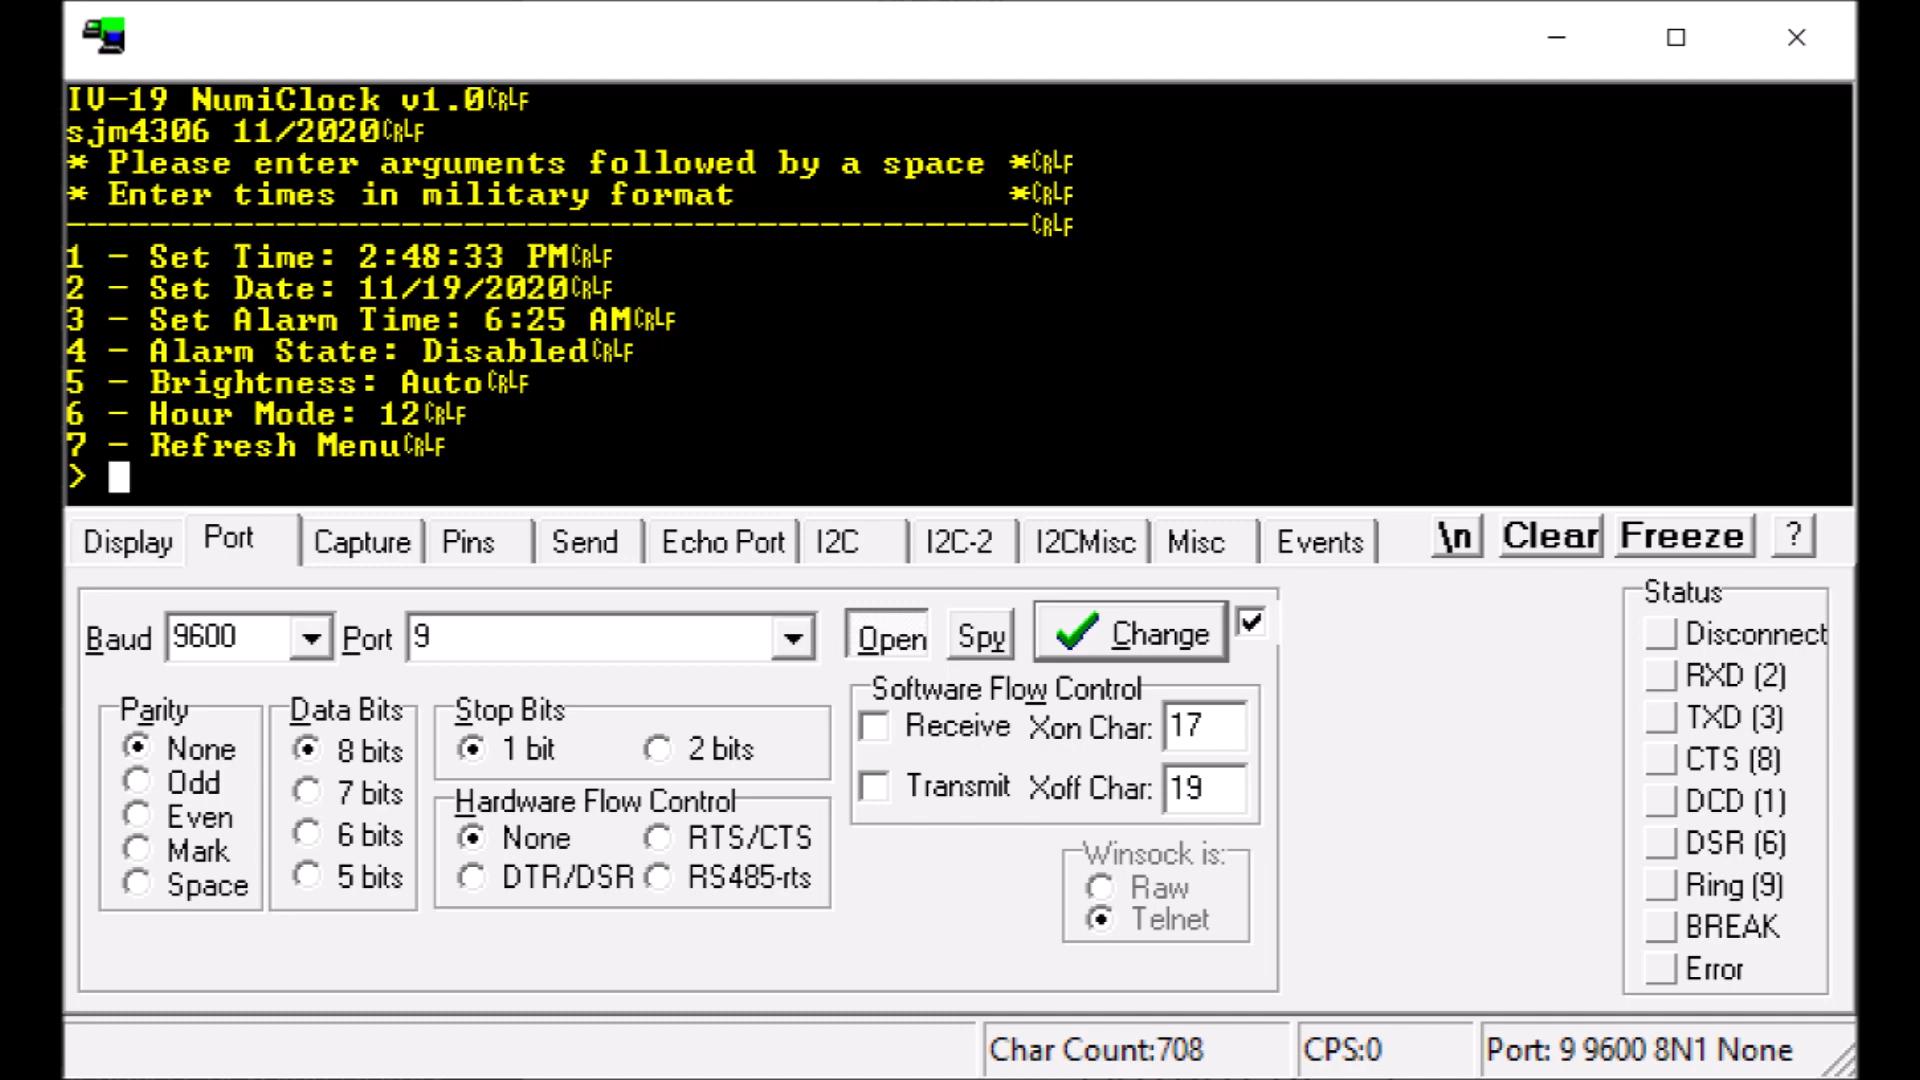 IV-19 NumiClock v1.0CRLF
sjm4306 11/2020CRLF
* Please enter arguments followed by a space *CRLF
* Enter times in military format *CRLF
----------------------------------------------CRLF
1 - Set Time: 2:48:33 PMCRLF
2 - Set Date: 11/19/2020CRLF
3 - Set Alarm Time: 6:25 AMCRLF
4 - Alarm State: DisabledCRLF
5 - Brightness: AutoCRLF
6 - Hour Mode: 12CRLF
7 - Refresh MenuCRLF
>
Display Port Capture Pins Send Echo Port I2C I2C-2 I2CMisc Misc Events \n Clear Freeze ?
Baud 9600 Port 9 Open Spy Change
Parity
None
Odd
Even
Mark
Space
Data Bits
8 bits
7 bits
6 bits
5 bits
Stop Bits
1 bit 2 bits
Hardware Flow Control
None RTS/CTS
DTR/DSR RS485-rts
Software Flow Control
Receive Xon Char: 17
Transmit Xoff Char: 19
Winsock is:
Raw
Telnet
Status
Disconnect
RXD (2)
TXD (3)
CTS (8)
DCD (1)
DSR (6)
Ring (9)
BREAK
Error
Char Count:708 CPS:0 Port: 9 9600 8N1 None